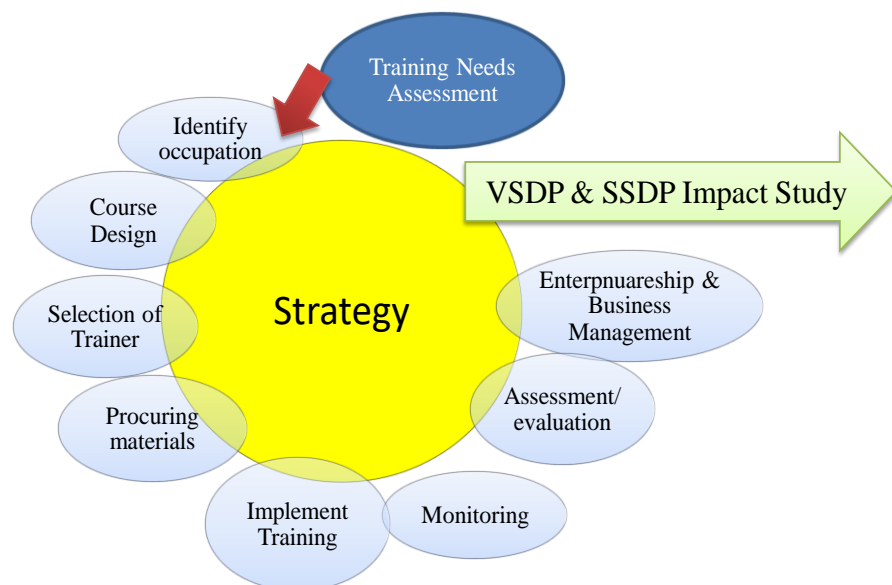 Training Needs
Assessment
Identify
occupation
VSDP & SSDP Impact Study
Course
Design
Enterpnuareship &
Business
Management
Selection of
Trainer
Strategy
Assessment/
evaluation
Procuring
materials
Implement
Training
Monitoring